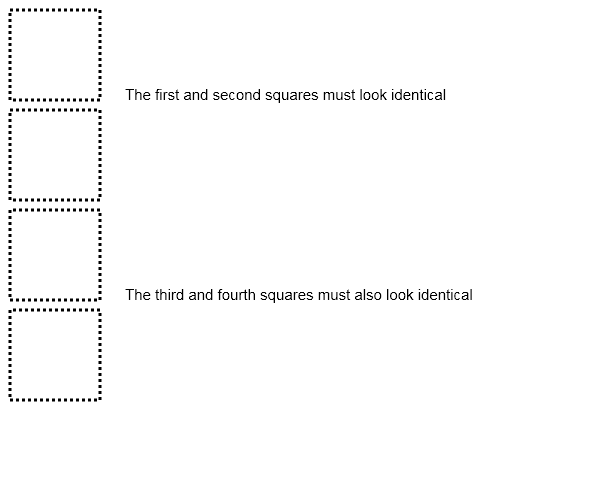 The first and second squares must look identical
The third and fourth squares must also look identical